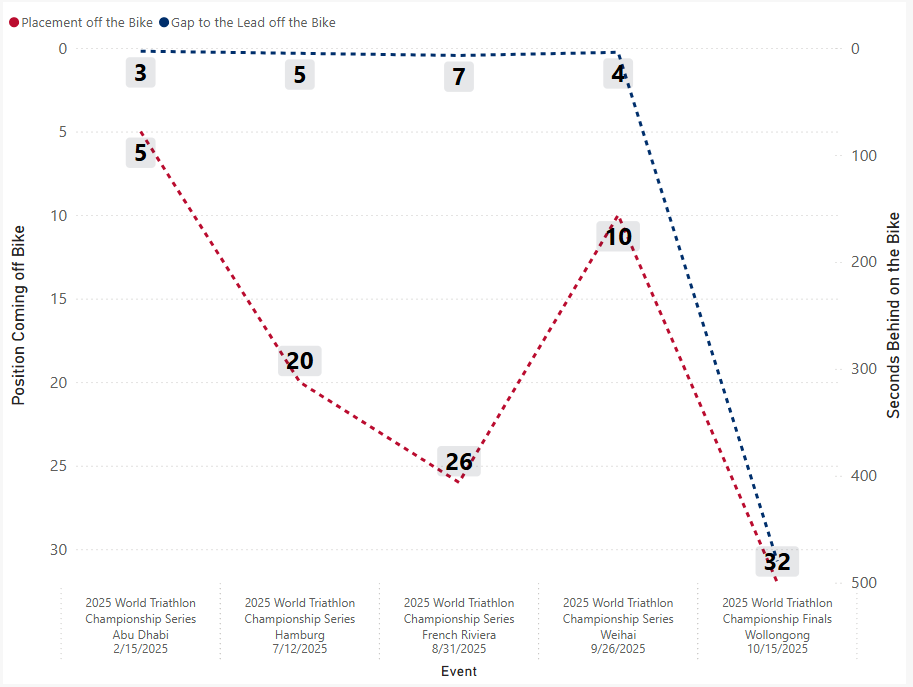 Placement off the Bike Gap to the Lead off the Bike
0 0
3 5 7 4
5
5
100
10
10
200
15
20
300
20
26
25
400
30
32
500
Position Coming off Bike
Seconds Behind on the Bike
2025 World Triathlon
Championship Series
Abu Dhabi
2/15/2025
2025 World Triathlon
Championship Series
Hamburg
7/12/2025
2025 World Triathlon
Championship Series
French Riviera
8/31/2025
2025 World Triathlon
Championship Series
Weihai
9/26/2025
2025 World Triathlon
Championship Finals
Wollongong
10/15/2025
Event